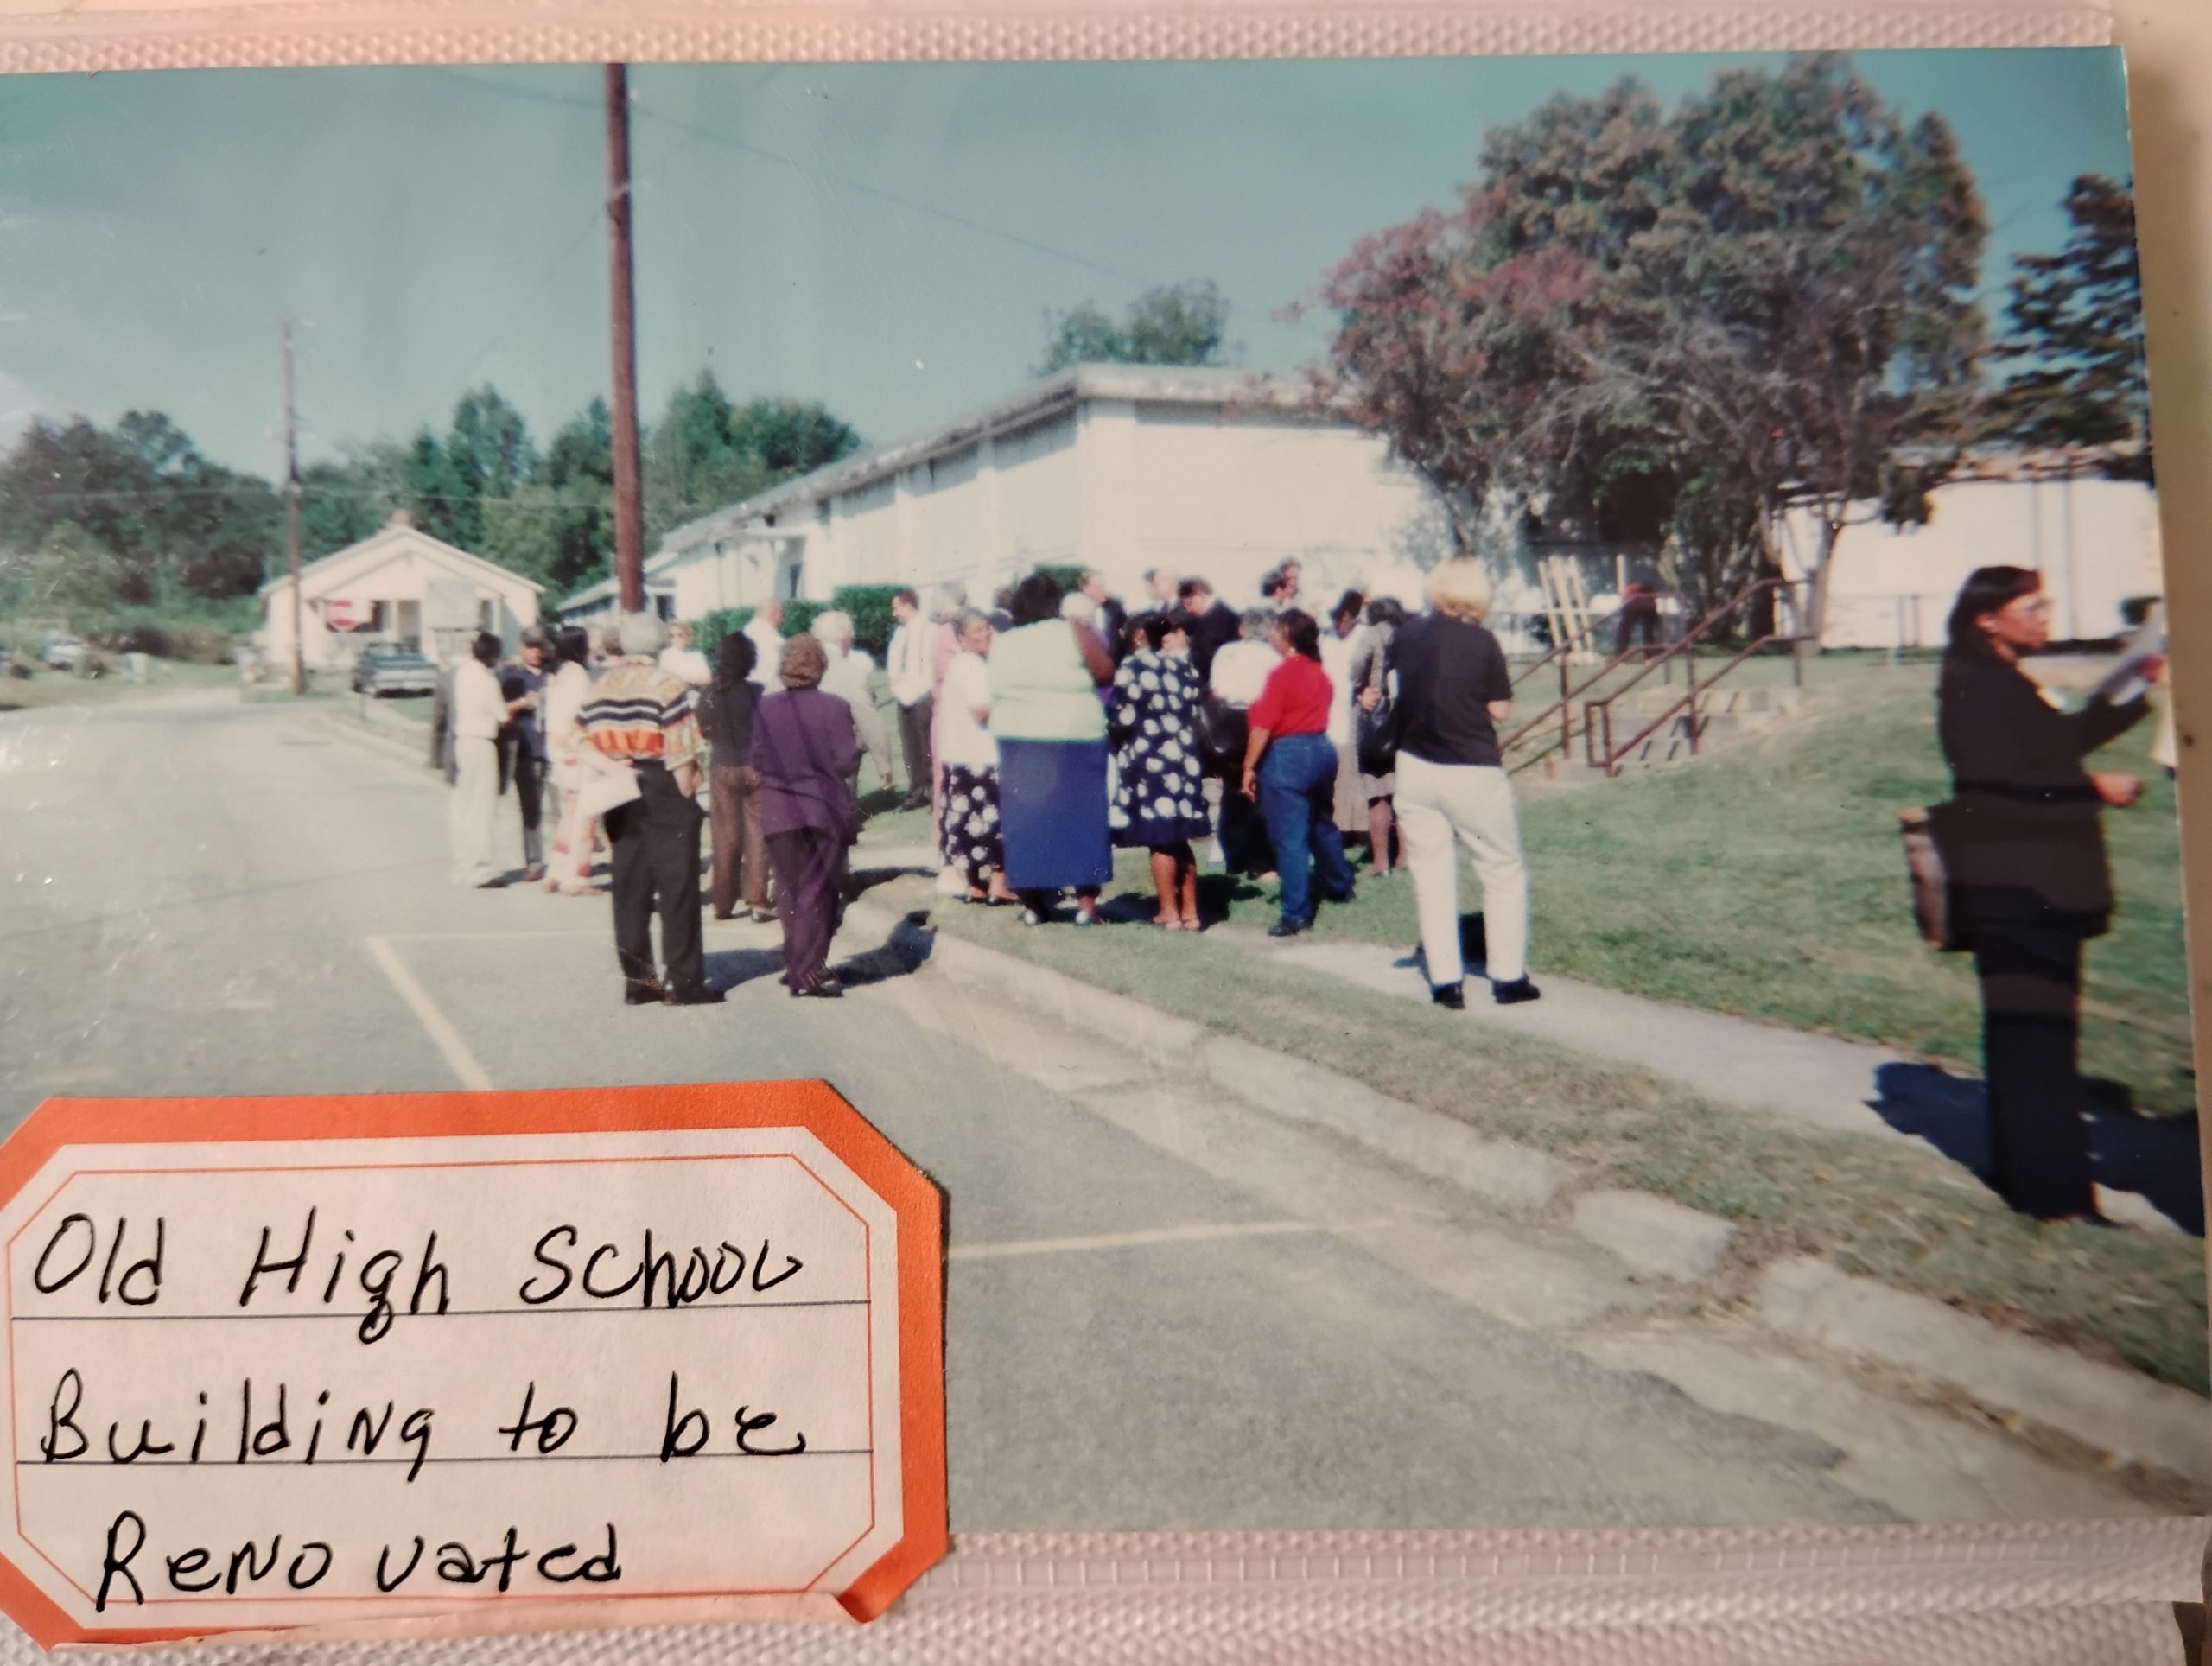 Old High School
Building to be
Renovated